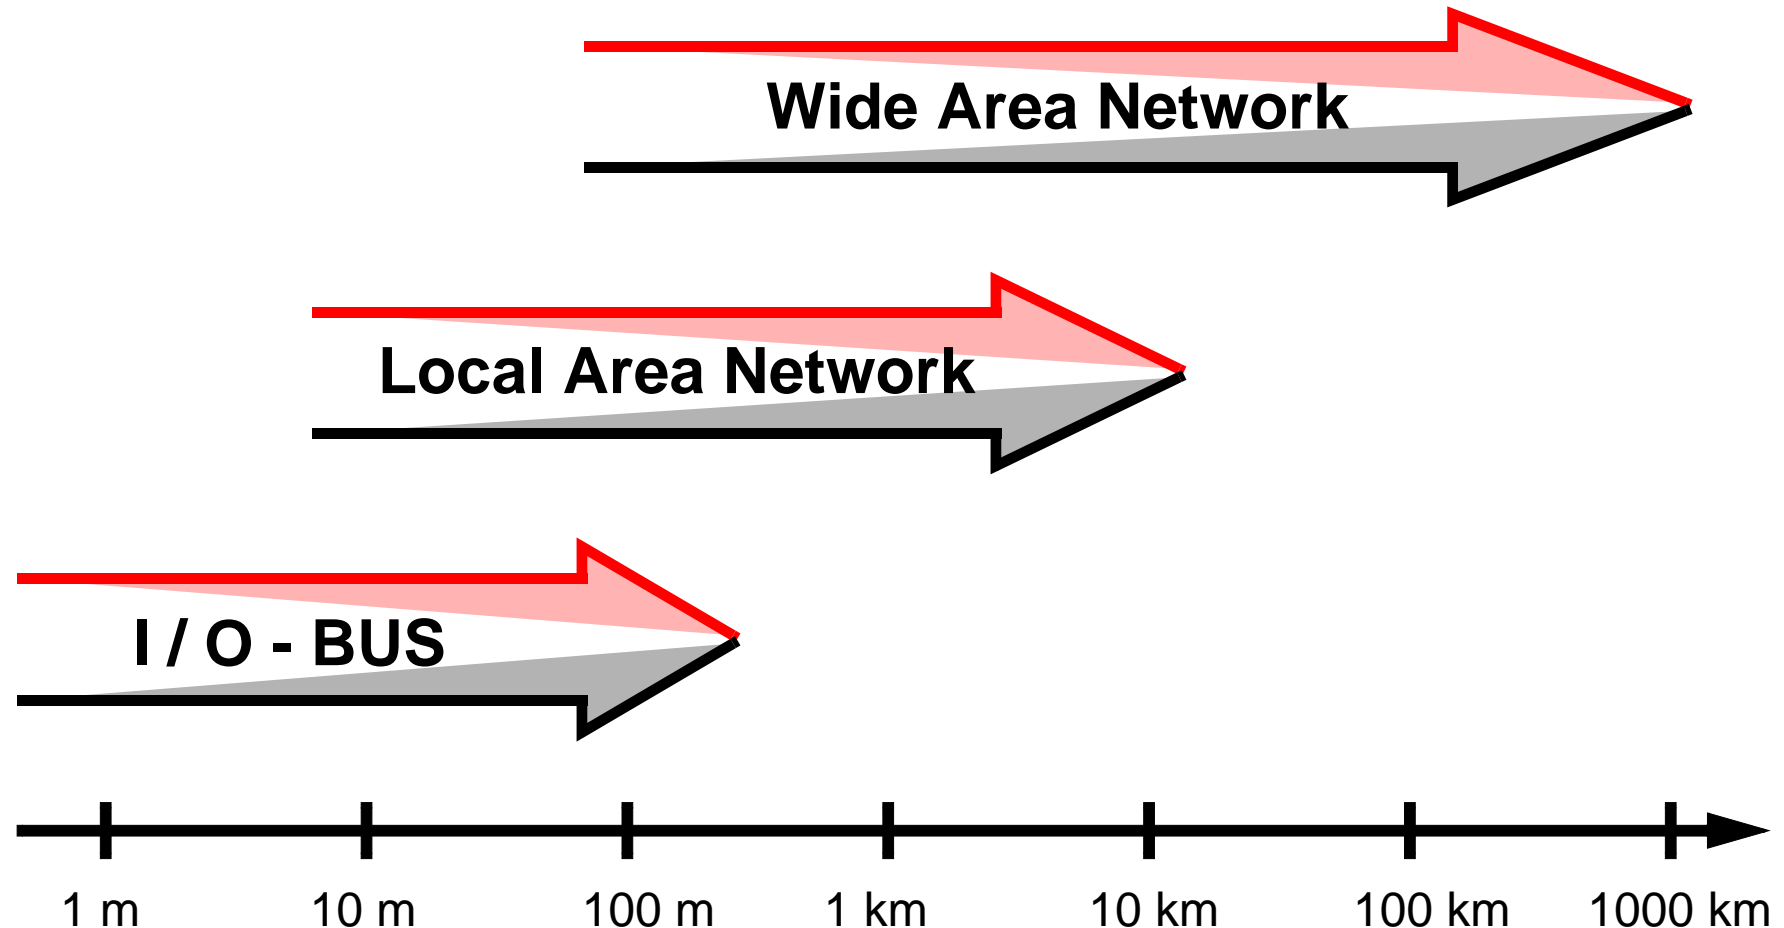 Wide Area Network
Local Area Network
I / O - BUS
1 m 10 m 100 m 1 km 10 km 100 km 1000 km